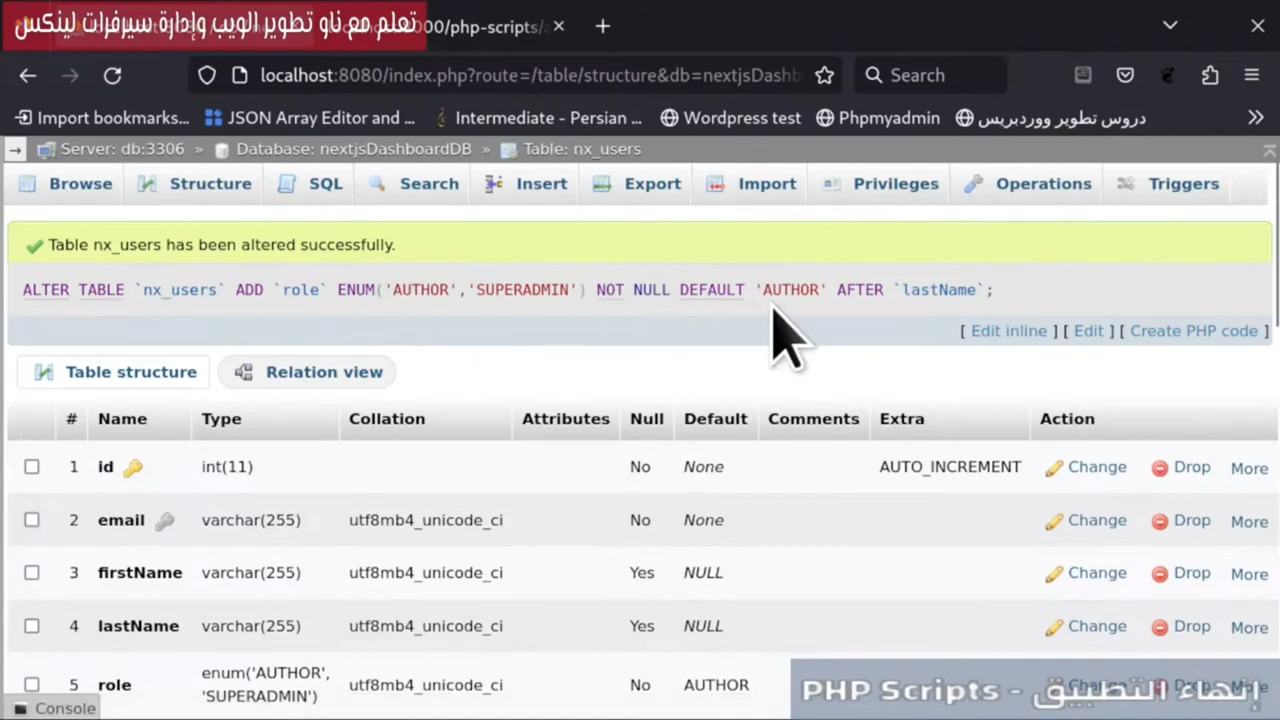 تعلم مع ناو تطوير الويب وإدارة سيرفرات لينكس
000/php-scripts/
localhost:8080/index.php?route=/table/structure&db=nextjsDashb
Search
Import bookmarks...
JSON Array Editor and ...
Intermediate - Persian ...
Wordpress test
Phpmyadmin
دروس تطوير ووردبريس
Server: db:3306 » Database: nextjsDashboardDB » Table: nx_users
Browse Structure SQL Search Insert Export Import Privileges Operations Triggers
Table nx_users has been altered successfully.
ALTER TABLE `nx_users` ADD `role` ENUM('AUTHOR','SUPERADMIN') NOT NULL DEFAULT 'AUTHOR' AFTER `lastName`;
[ Edit inline ] [ Edit ] [ Create PHP code ]
Table structure Relation view
# Name Type Collation Attributes Null Default Comments Extra Action
1 id int(11) No None AUTO_INCREMENT Change Drop More
2 email varchar(255) utf8mb4_unicode_ci No None Change Drop More
3 firstName varchar(255) utf8mb4_unicode_ci Yes NULL Change Drop More
4 lastName varchar(255) utf8mb4_unicode_ci Yes NULL Change Drop More
5 role enum('AUTHOR', 'SUPERADMIN') utf8mb4_unicode_ci No AUTHOR
PHP Scripts - إنهاء التطبيق
Console